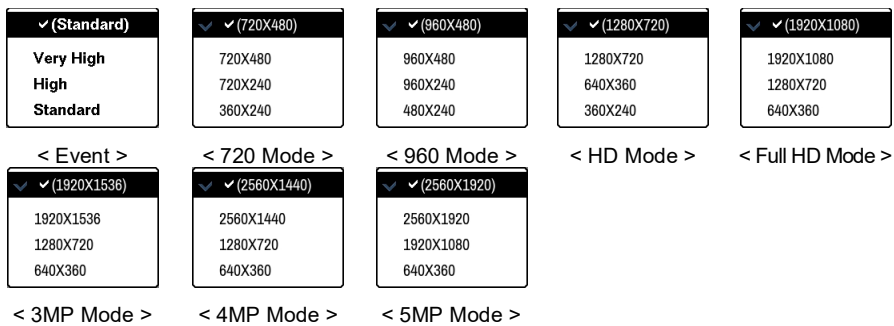 ✓(Standard)
Very High
High
Standard
< Event >
✓(720X480)
720X480
720X240
360X240
< 720 Mode >
✓(960X480)
960X480
960X240
480X240
< 960 Mode >
✓(1280X720)
1280X720
640X360
360X240
< HD Mode >
✓(1920X1080)
1920X1080
1280X720
640X360
< Full HD Mode >
✓(1920X1536)
1920X1536
1280X720
640X360
< 3MP Mode >
✓(2560X1440)
2560X1440
1280X720
640X360
< 4MP Mode >
✓(2560X1920)
2560X1920
1920X1080
640X360
< 5MP Mode >